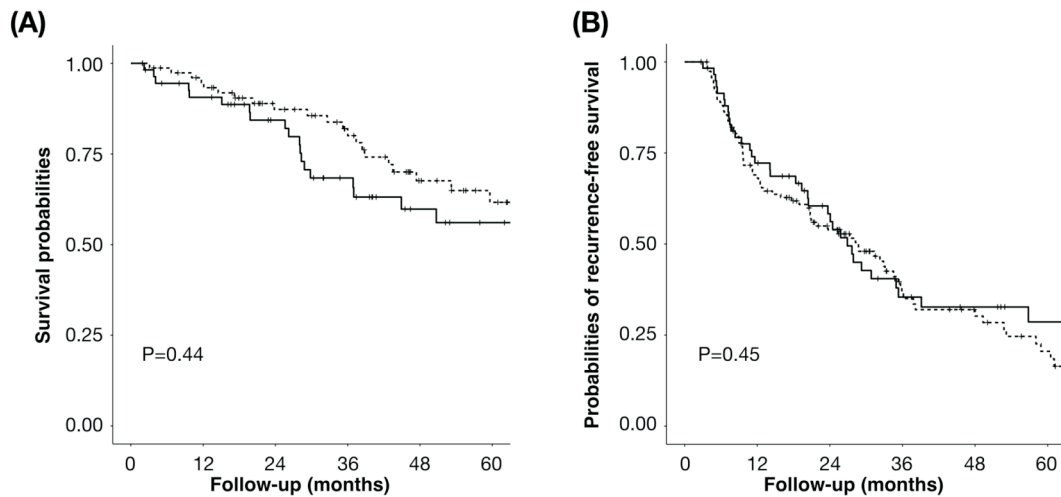 (A)
Survival probabilities
1.00
0.75
0.50
0.25
0.00
P=0.44
0 12 24 36 48 60
Follow-up (months)
(B)
Probabilities of recurrence-free survival
1.00
0.75
0.50
0.25
0.00
P=0.45
0 12 24 36 48 60
Follow-up (months)